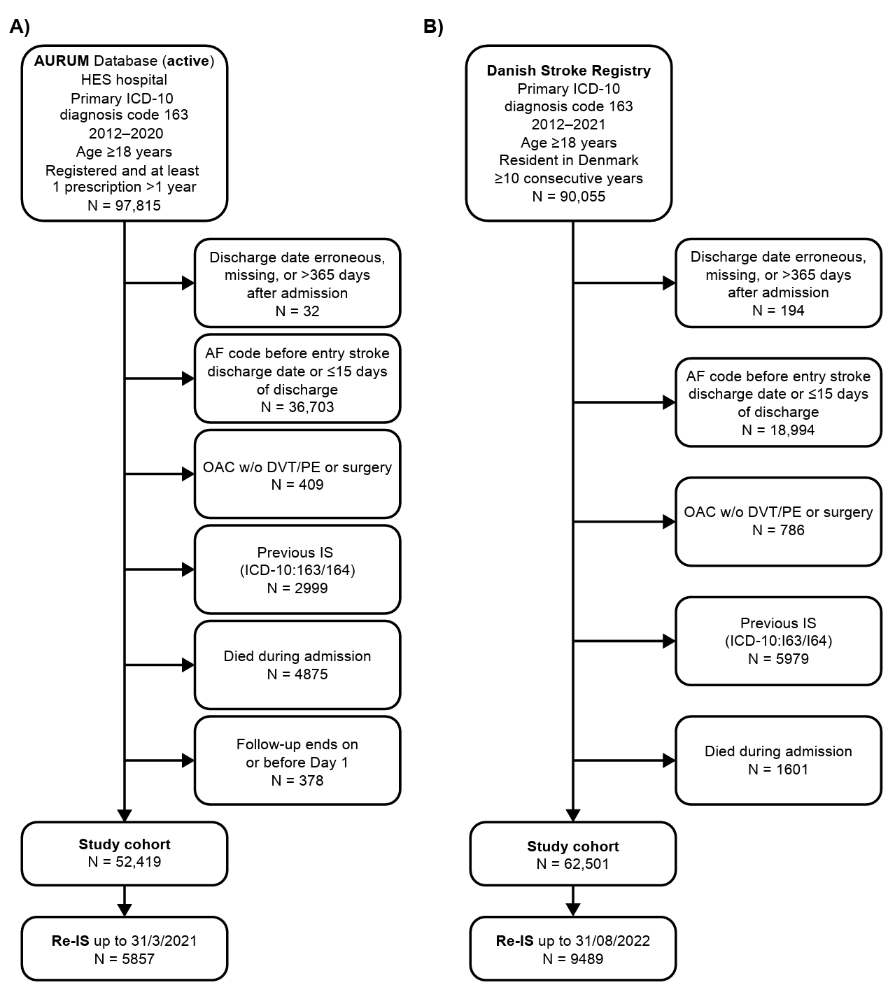 A)
AURUM Database (active)
HES hospital
Primary ICD-10
diagnosis code 163
2012–2020
Age ≥18 years
Registered and at least
1 prescription >1 year
N = 97,815
Discharge date erroneous,
missing, or >365 days
after admission
N = 32
AF code before entry stroke
discharge date or ≤15 days
of discharge
N = 36,703
OAC w/o DVT/PE or surgery
N = 409
Previous IS
(ICD-10:163/164)
N = 2999
Died during admission
N = 4875
Follow-up ends on
or before Day 1
N = 378
Study cohort
N = 52,419
Re-IS up to 31/3/2021
N = 5857
B)
Danish Stroke Registry
Primary ICD-10
diagnosis code 163
2012–2021
Age ≥18 years
Resident in Denmark
≥10 consecutive years
N = 90,055
Discharge date erroneous,
missing, or >365 days
after admission
N = 194
AF code before entry stroke
discharge date or ≤15 days
of discharge
N = 18,994
OAC w/o DVT/PE or surgery
N = 786
Previous IS
(ICD-10:I63/I64)
N = 5979
Died during admission
N = 1601
Study cohort
N = 62,501
Re-IS up to 31/08/2022
N = 9489